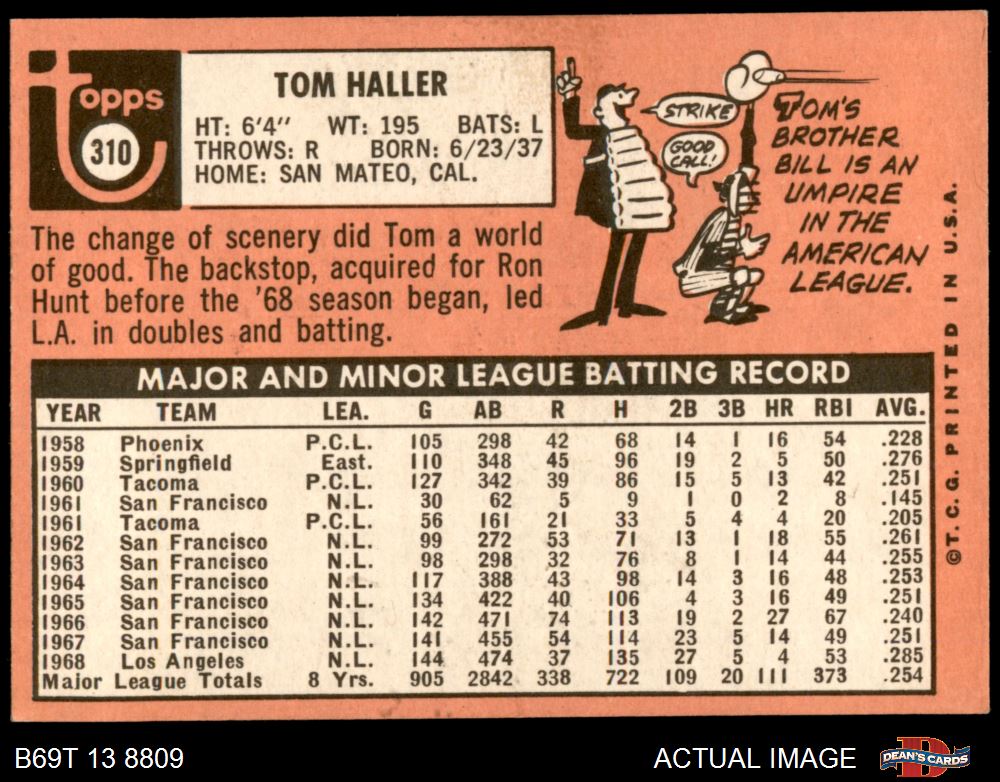 Topps
310
TOM HALLER
HT: 6'4" WT: 195 BATS: L
THROWS: R BORN: 6/23/37
HOME: SAN MATEO, CAL.
STRIKE
GOOD
CALL!
TOM'S
BROTHER
BILL IS AN
UMPIRE
IN THE
AMERICAN
LEAGUE.
The change of scenery did Tom a world
of good. The backstop, acquired for Ron
Hunt before the '68 season began, led
L.A. in doubles and batting.
MAJOR AND MINOR LEAGUE BATTING RECORD
YEAR TEAM LEA. G AB R H 2B 3B HR RBI AVG.
1958 Phoenix P.C.L. 105 298 42 68 14 1 16 54 .228
1959 Springfield East. 110 348 45 96 19 2 5 50 .276
1960 Tacoma P.C.L. 127 342 39 86 15 5 13 42 .251
1961 San Francisco N.L. 30 62 5 9 1 0 2 8 .145
1961 Tacoma P.C.L. 56 161 21 33 5 4 4 20 .205
1962 San Francisco N.L. 99 272 53 71 13 1 18 55 .261
1963 San Francisco N.L. 98 298 32 76 8 1 14 44 .255
1964 San Francisco N.L. 117 388 43 98 14 3 16 48 .253
1965 San Francisco N.L. 134 422 40 106 4 3 16 49 .251
1966 San Francisco N.L. 142 471 74 113 19 2 27 67 .240
1967 San Francisco N.L. 141 455 54 114 23 5 14 49 .251
1968 Los Angeles N.L. 144 474 37 135 27 5 4 53 .285
Major League Totals 8 Yrs. 905 2842 338 722 109 20 111 373 .254
©T.C.G. PRINTED IN U.S.A.
B69T 13 8809
ACTUAL IMAGE
DEAN'S CARDS